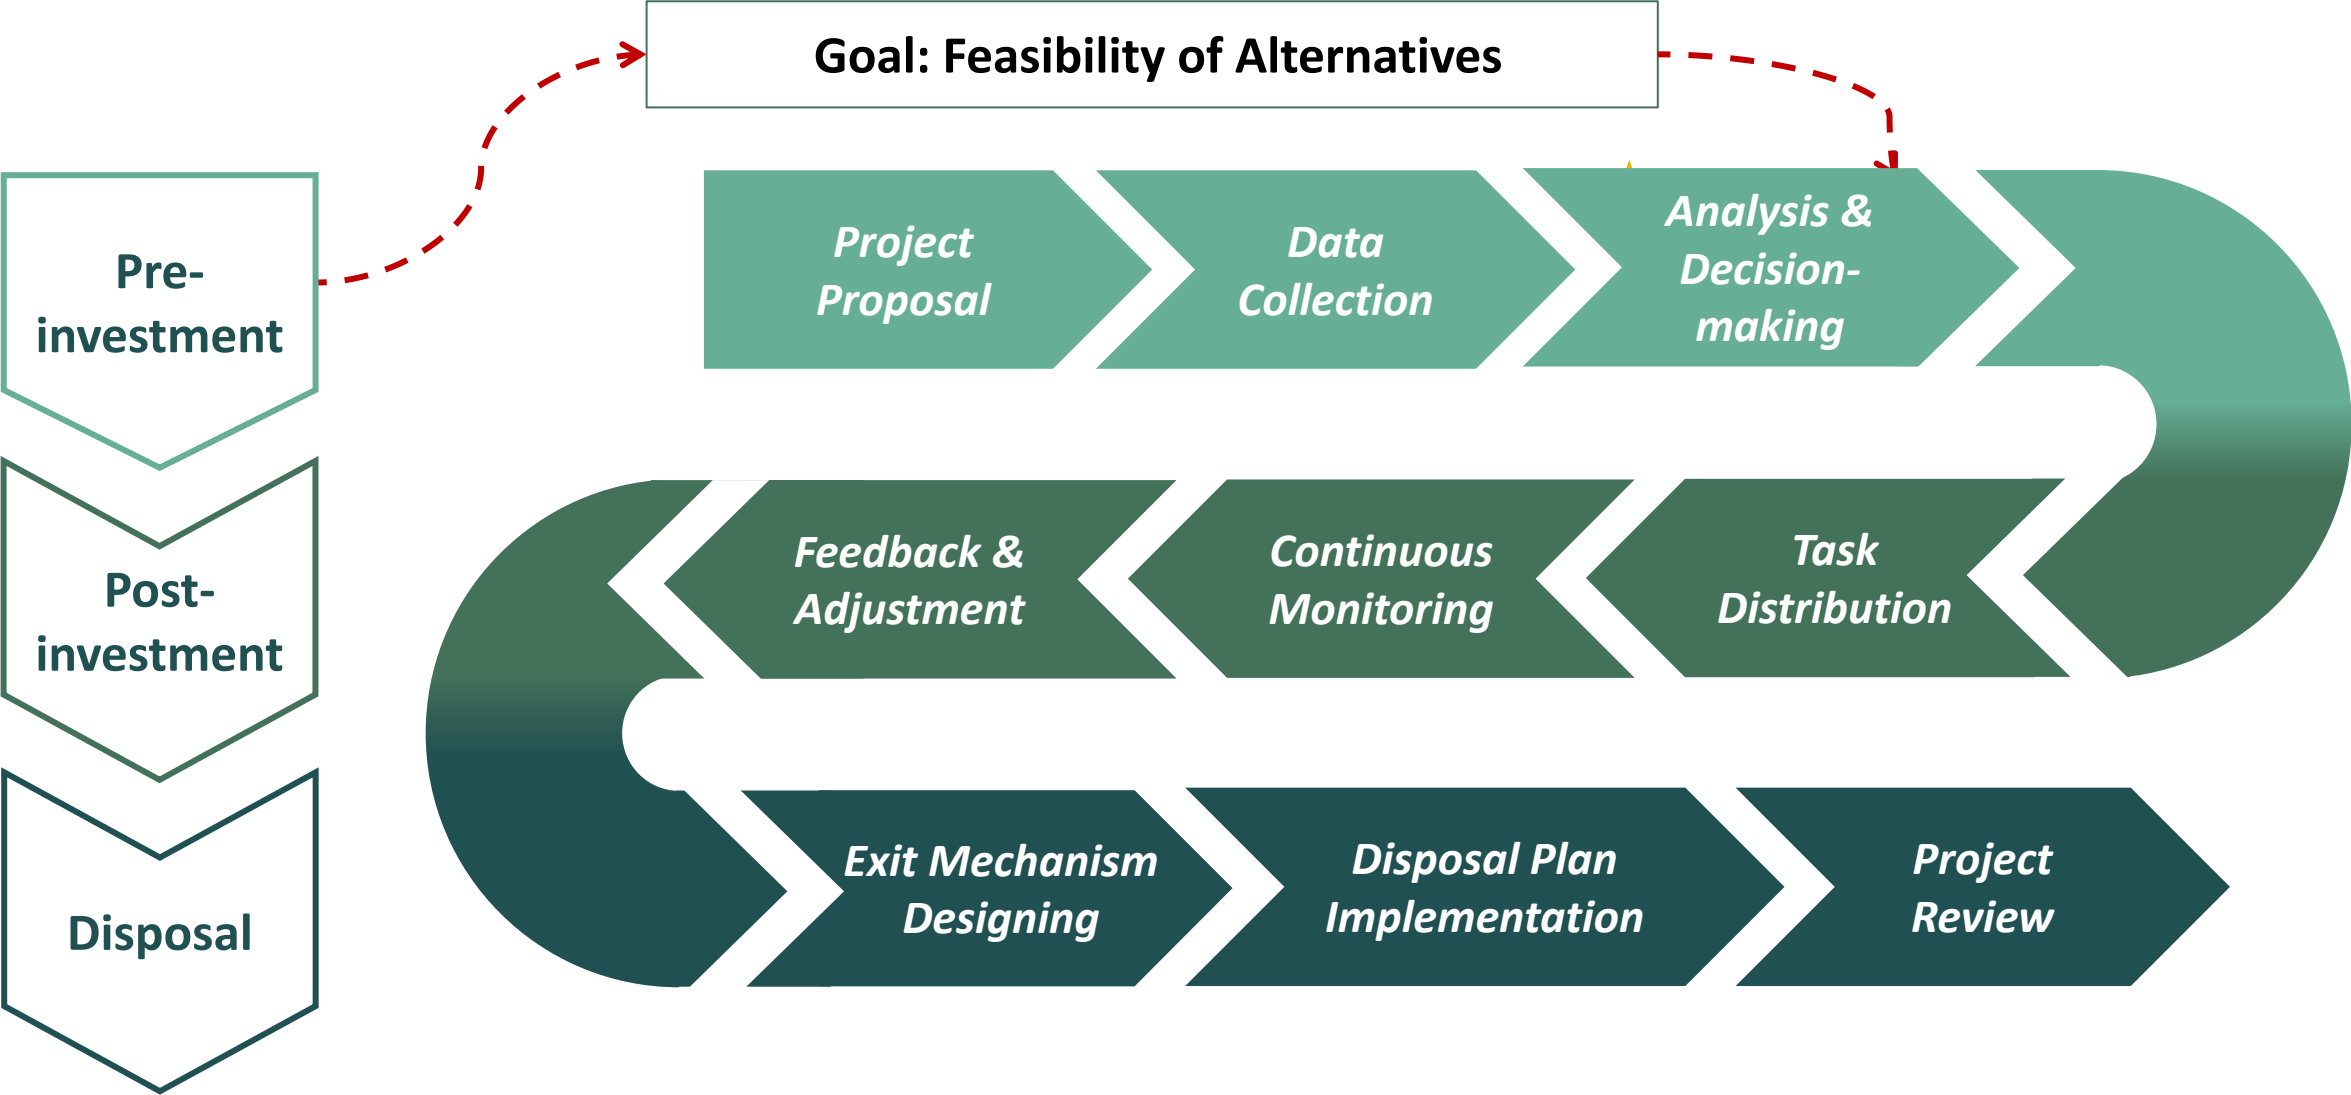 Goal: Feasibility of Alternatives
Pre-
investment
Project
Proposal
Data
Collection
Analysis &
Decision-
making
Post-
investment
Feedback &
Adjustment
Continuous
Monitoring
Task
Distribution
Disposal
Exit Mechanism
Designing
Disposal Plan
Implementation
Project
Review